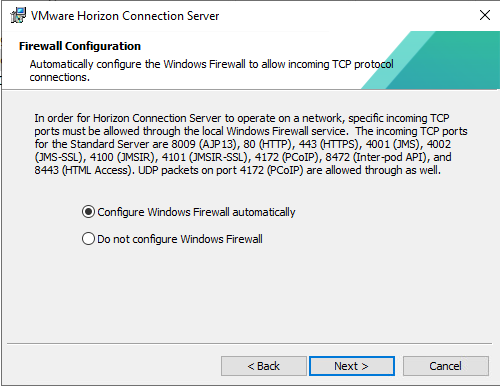 VMware Horizon Connection Server
Firewall Configuration
Automatically configure the Windows Firewall to allow incoming TCP protocol
connections.
In order for Horizon Connection Server to operate on a network, specific incoming TCP
ports must be allowed through the local Windows Firewall service.  The incoming TCP ports
for the Standard Server are 8009 (AJP13), 80 (HTTP), 443 (HTTPS), 4001 (JMS), 4002
(JMS-SSL), 4100 (JMSIR), 4101 (JMSIR-SSL), 4172 (PCoIP), 8472 (Inter-pod API), and
8443 (HTML Access). UDP packets on port 4172 (PCoIP) are allowed through as well.
Configure Windows Firewall automatically
Do not configure Windows Firewall
< Back
Next >
Cancel